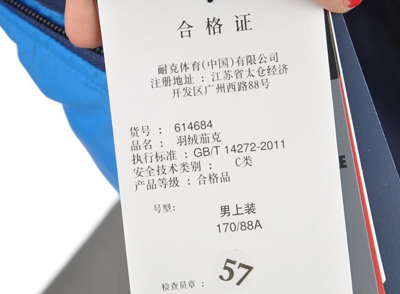 合格证
耐克体育(中国)有限公司
注册地址：江苏省太仓经济
开发区广州西路88号
货号： 614684
品名： 羽绒茄克
执行标准：GB/T 14272-2011
安全技术类别： C类
产品等级：合格品
号型： 男上装
170/88A
检查员章： 57